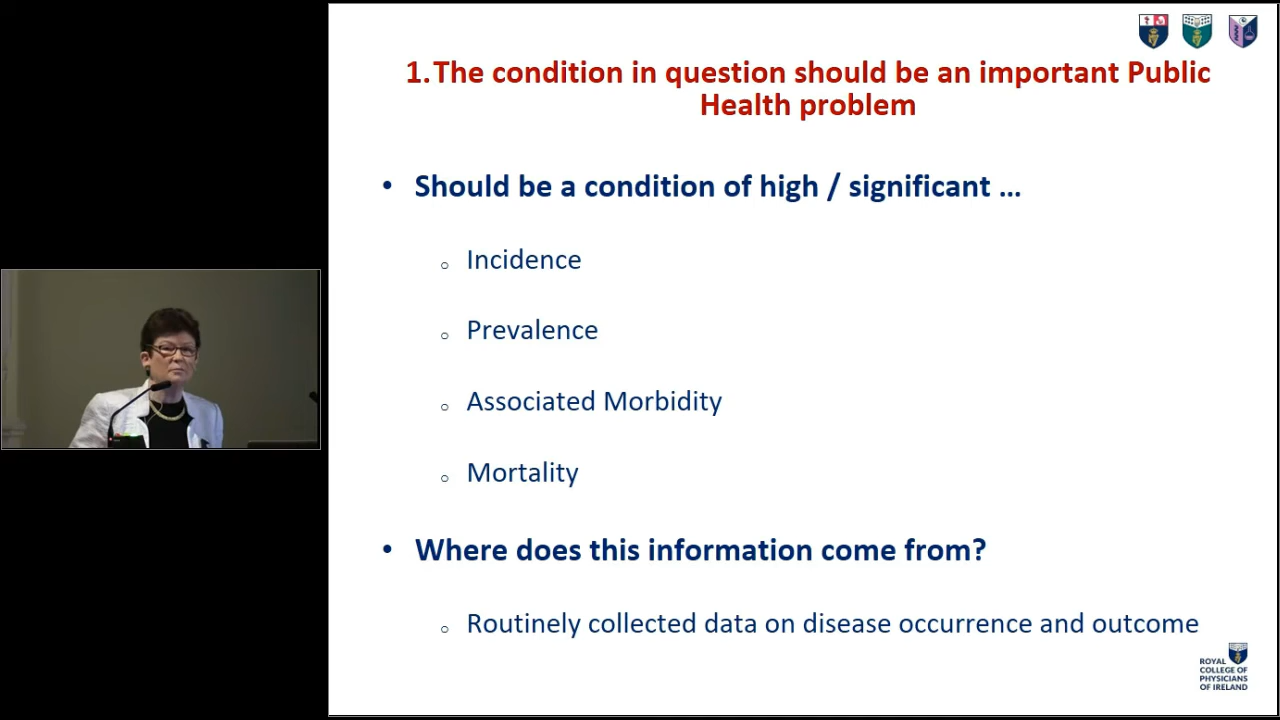 1. The condition in question should be an important Public
Health problem
• Should be a condition of high / significant ...
o Incidence
o Prevalence
o Associated Morbidity
o Mortality
• Where does this information come from?
o Routinely collected data on disease occurrence and outcome
ROYAL
COLLEGE OF
PHYSICIANS
OF IRELAND